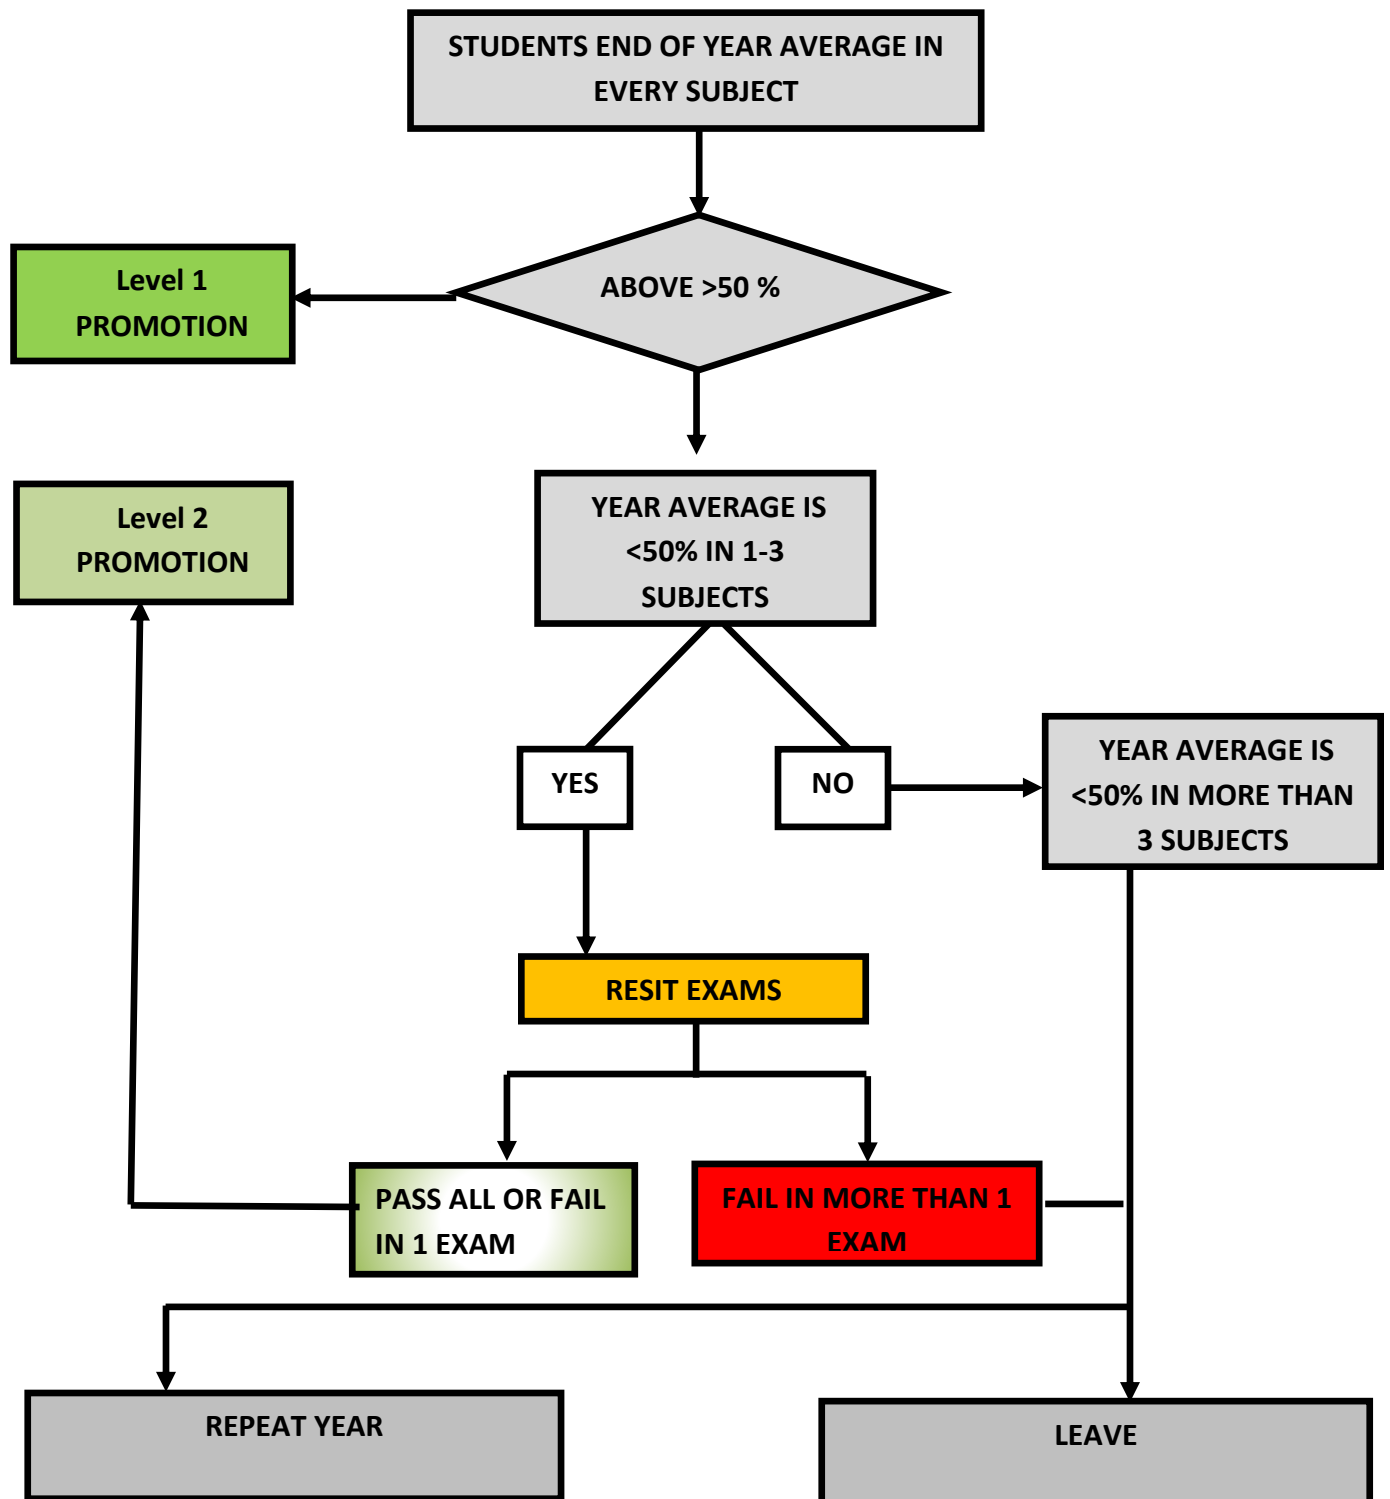 STUDENTS END OF YEAR AVERAGE IN
EVERY SUBJECT
ABOVE >50 %
Level 1
PROMOTION
YEAR AVERAGE IS
<50% IN 1-3
SUBJECTS
Level 2
PROMOTION
YES
NO
YEAR AVERAGE IS
<50% IN MORE THAN
3 SUBJECTS
RESIT EXAMS
PASS ALL OR FAIL
IN 1 EXAM
FAIL IN MORE THAN 1
EXAM
REPEAT YEAR
LEAVE